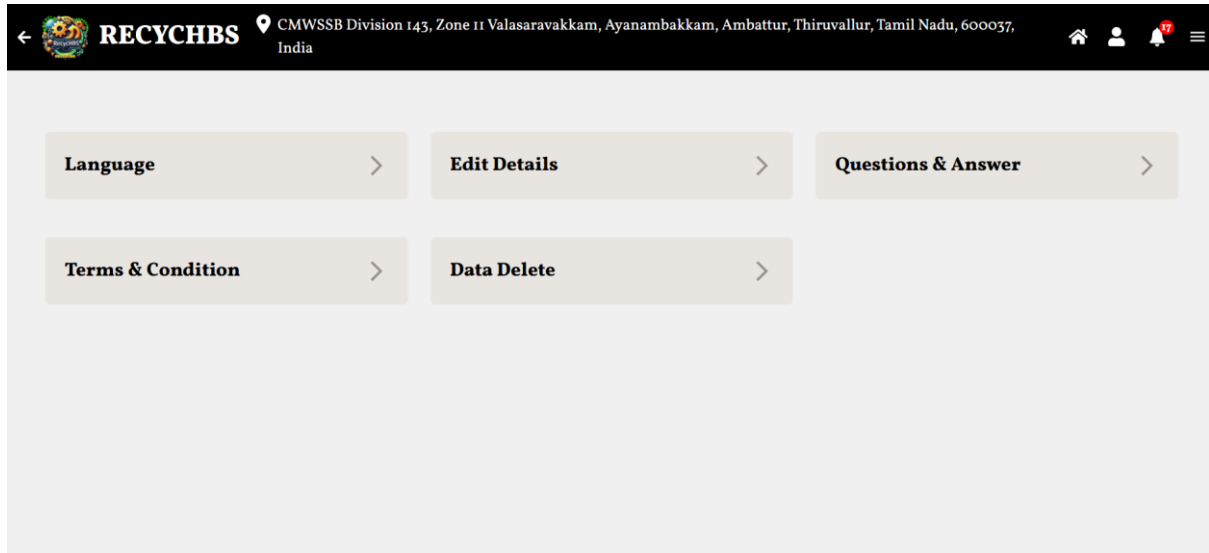 RECYCHBS
CMWSSB Division 143, Zone 11 Valasaravakkam, Ayanambakkam, Ambattur, Thiruvallur, Tamil Nadu, 600037,
India
17
Language
Edit Details
Questions & Answer
Terms & Condition
Data Delete